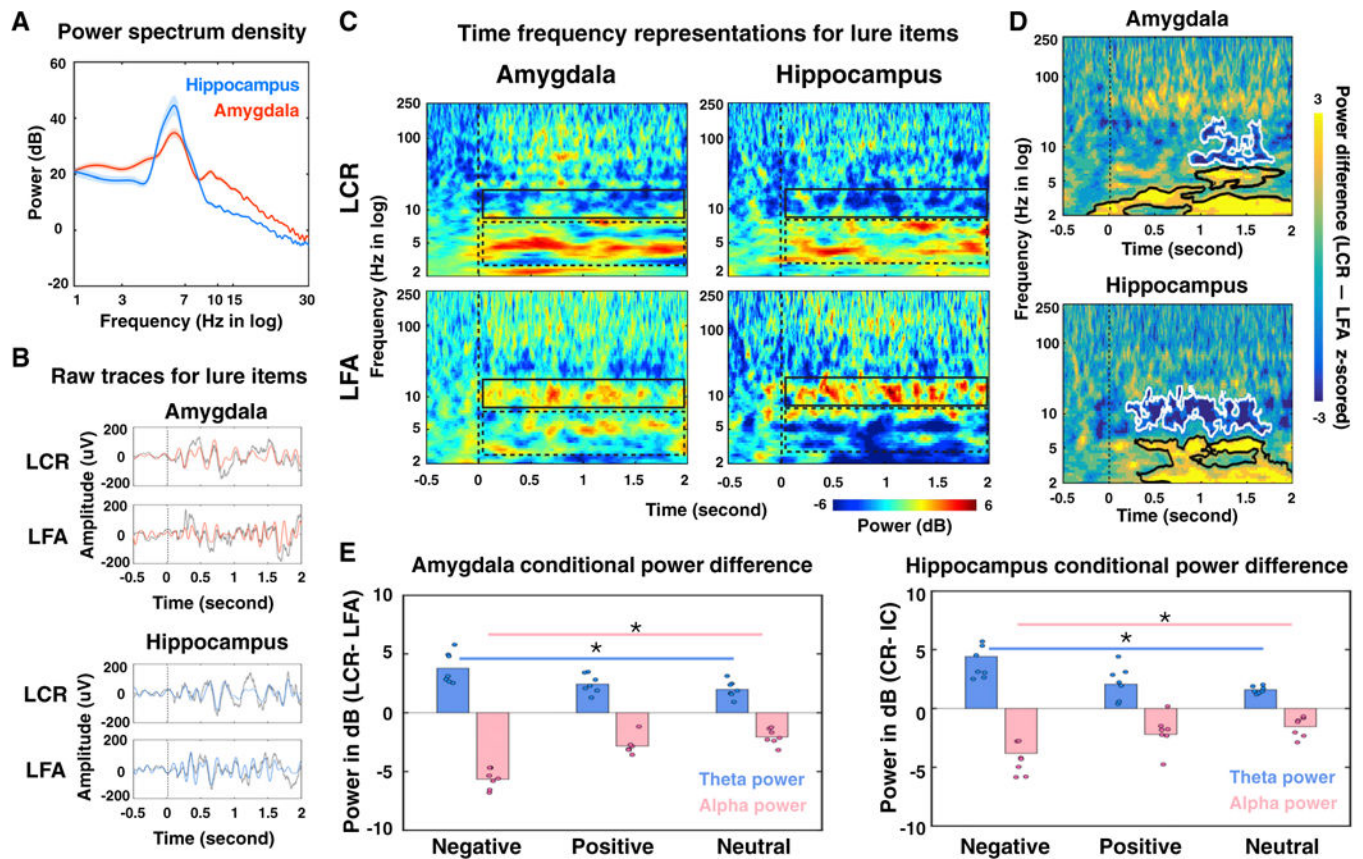 A
Power spectrum density
60
40
20
0
-20
Power (dB)
Hippocampus
Amygdala
1
3
7
10
15
30
Frequency (Hz in log)
B
Raw traces for lure items
Amygdala
LCR
200
0
-200
LFA
200
0
-200
Amplitude (uV)
-0.5
0
0.5
1
1.5
2
Time (second)
Hippocampus
LCR
200
0
-200
LFA
200
0
-200
Amplitude (uV)
-0.5
0
0.5
1
1.5
2
Time (second)
C
Time frequency representations for lure items
Amygdala
Hippocampus
LCR
250
100
10
5
2
250
100
10
5
2
LFA
100
10
5
2
100
10
5
2
Frequency (Hz in log)
-0.5
0
0.5
1
1.5
2
-0.5
0
0.5
1
1.5
2
Time (second)
-6
6
Power (dB)
D
Amygdala
250
100
10
5
2
-0.5
0
0.5
1
1.5
2
Time (second)
Frequency (Hz in log)
Hippocampus
250
100
10
5
2
-0.5
0
0.5
1
1.5
2
Time (second)
3
-3
Power difference (LCR — LFA z-scored)
E
Amygdala conditional power difference
10
5
0
-5
-10
Power in dB (LCR- LFA)
*
*
Theta power
Alpha power
Negative
Positive
Neutral
Hippocampus conditional power difference
10
5
0
-5
-10
Power in dB (CR- IC)
*
*
Theta power
Alpha power
Negative
Positive
Neutral